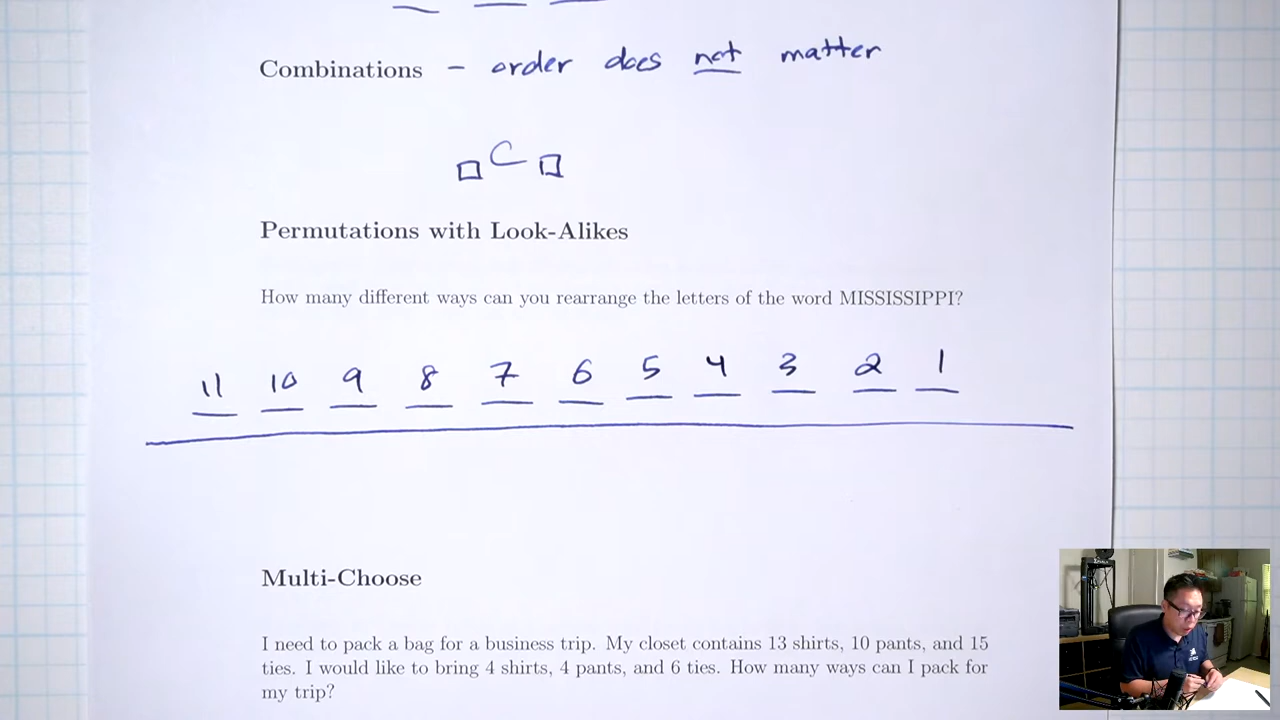 Combinations – order does not matter
□ C □
Permutations with Look-Alikes
How many different ways can you rearrange the letters of the word MISSISSIPPI?
11 10 9 8 7 6 5 4 3 2 1
Multi-Choose
I need to pack a bag for a business trip. My closet contains 13 shirts, 10 pants, and 15
ties. I would like to bring 4 shirts, 4 pants, and 6 ties. How many ways can I pack for
my trip?